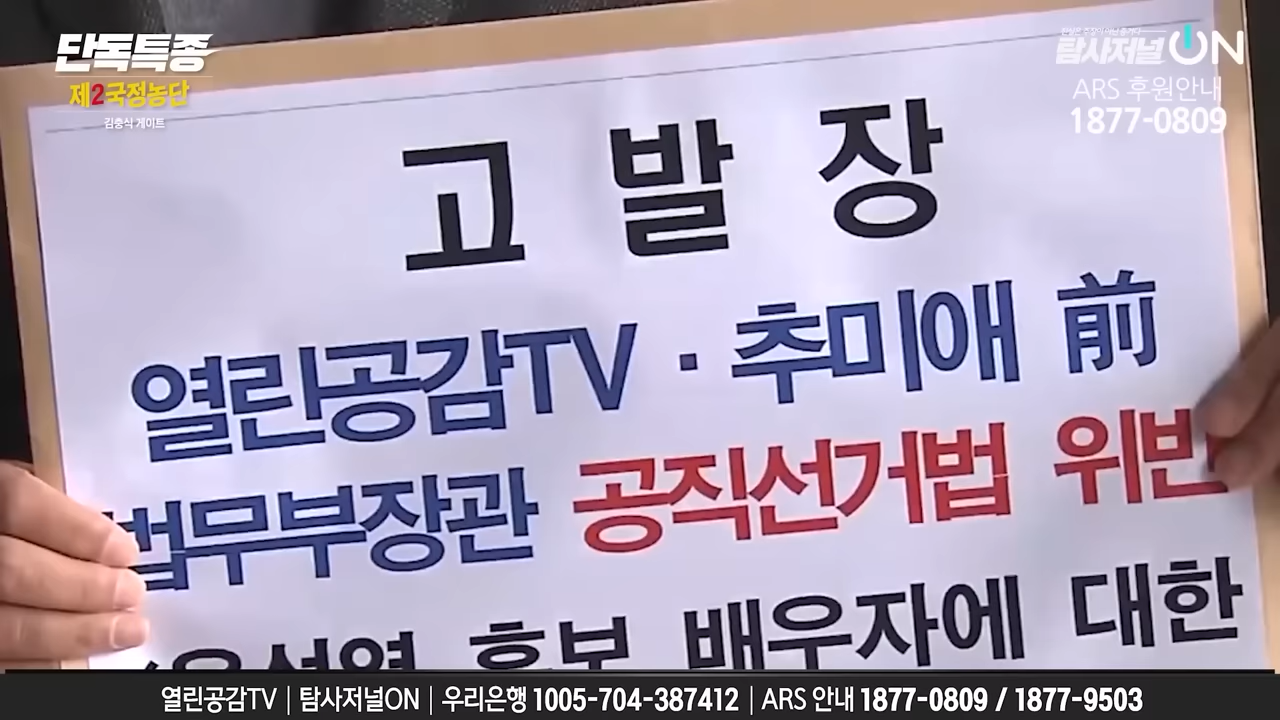 단독특종
제2국정농단
김충식 게이트
탐사저널ON
ARS 후원안내
1877-0809
고 발 장
열린공감TV · 추미애 前
법무부장관 공직선거법 위반
후보 배우자에 대한
열린공감TV | 탐사저널ON | 우리은행 1005-704-387412 | ARS 안내 1877-0809 / 1877-9503